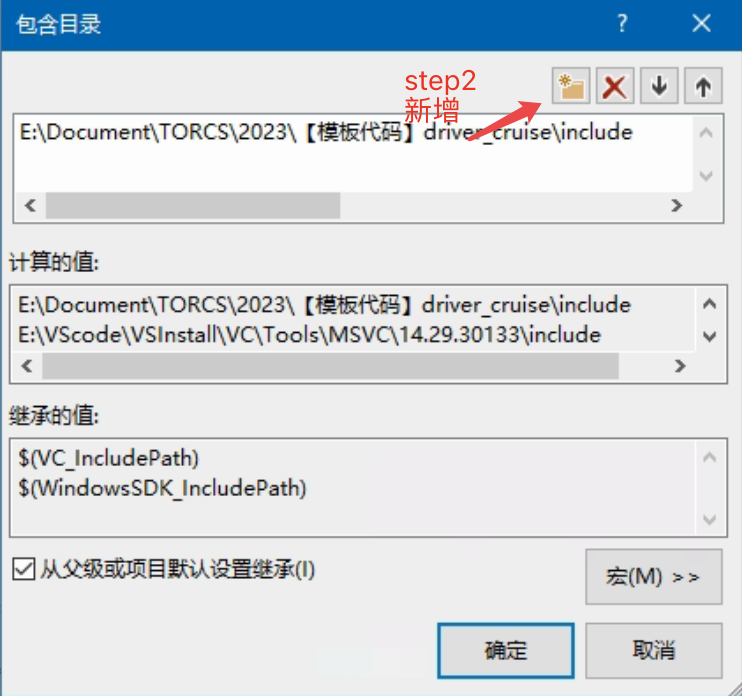 包含目录
step2
新增
E:\Document\TORCS\2023\【模板代码】driver_cruise\include
计算的值:
E:\Document\TORCS\2023\【模板代码】driver_cruise\include
E:\VScode\VSInstall\VC\Tools\MSVC\14.29.30133\include
继承的值:
$(VC_IncludePath)
$(WindowsSDK_IncludePath)
从父级或项目默认设置继承(I)
宏(M) >>
确定
取消